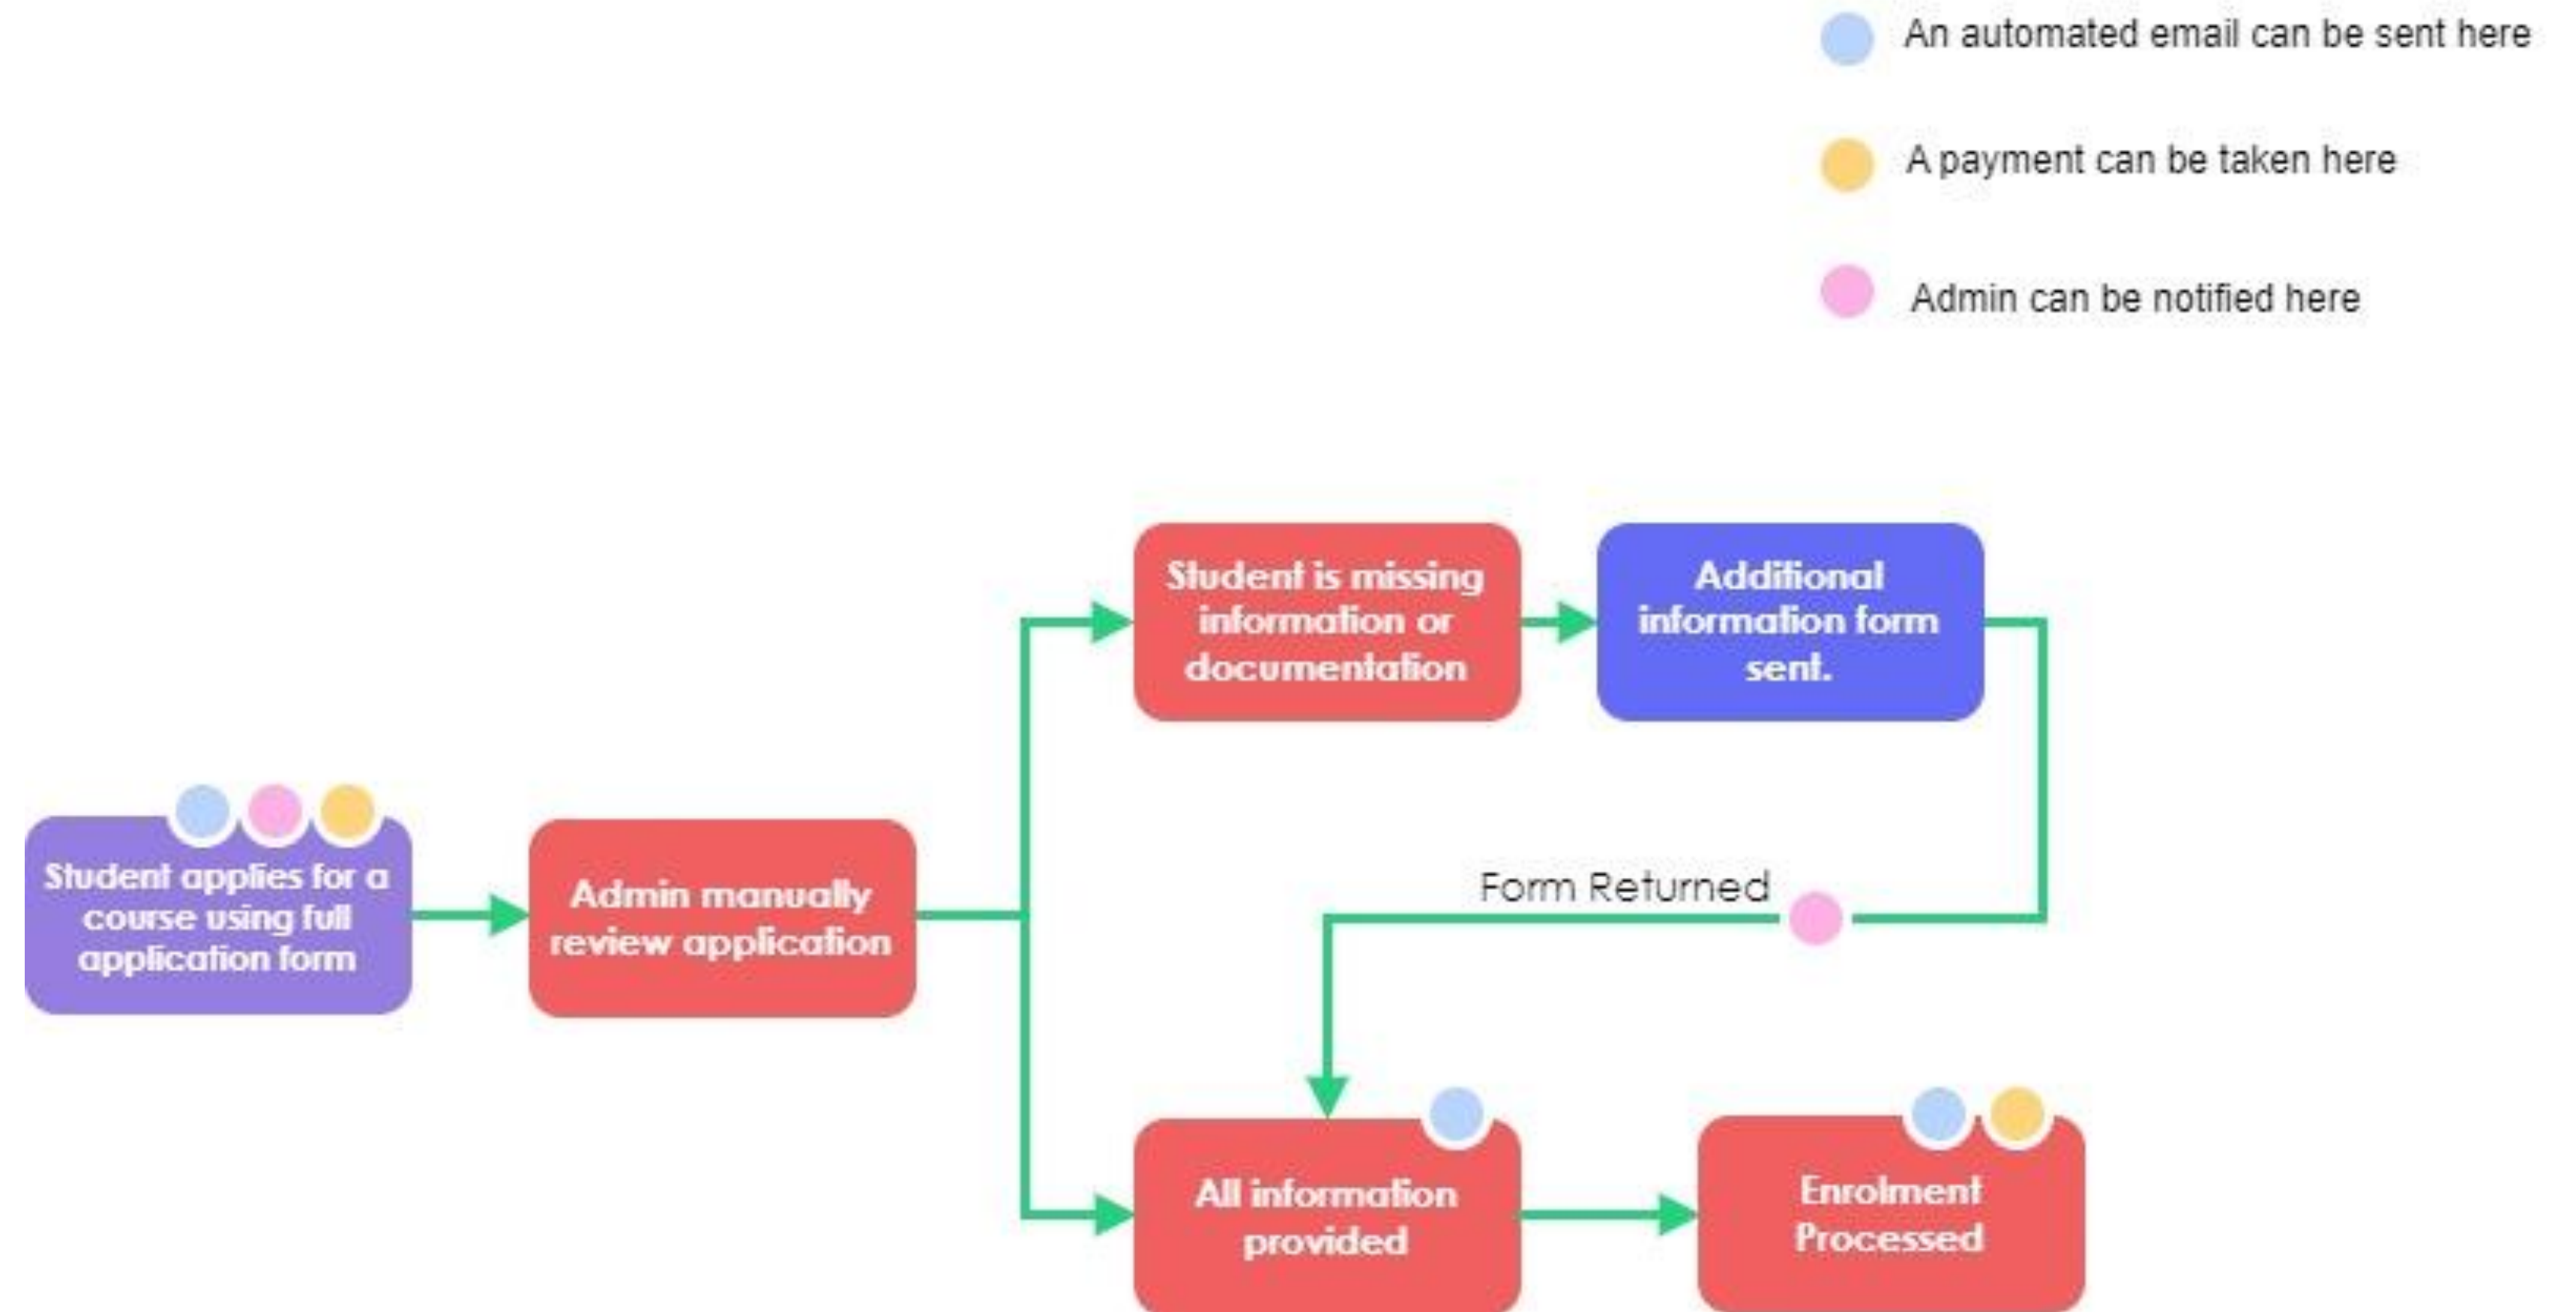 An automated email can be sent here
A payment can be taken here
Admin can be notified here
Student is missing
information or
documentation
Additional
information form
sent.
Student applies for a
course using full
application form
Admin manually
review application
Form Returned
All information
provided
Enrolment
Processed